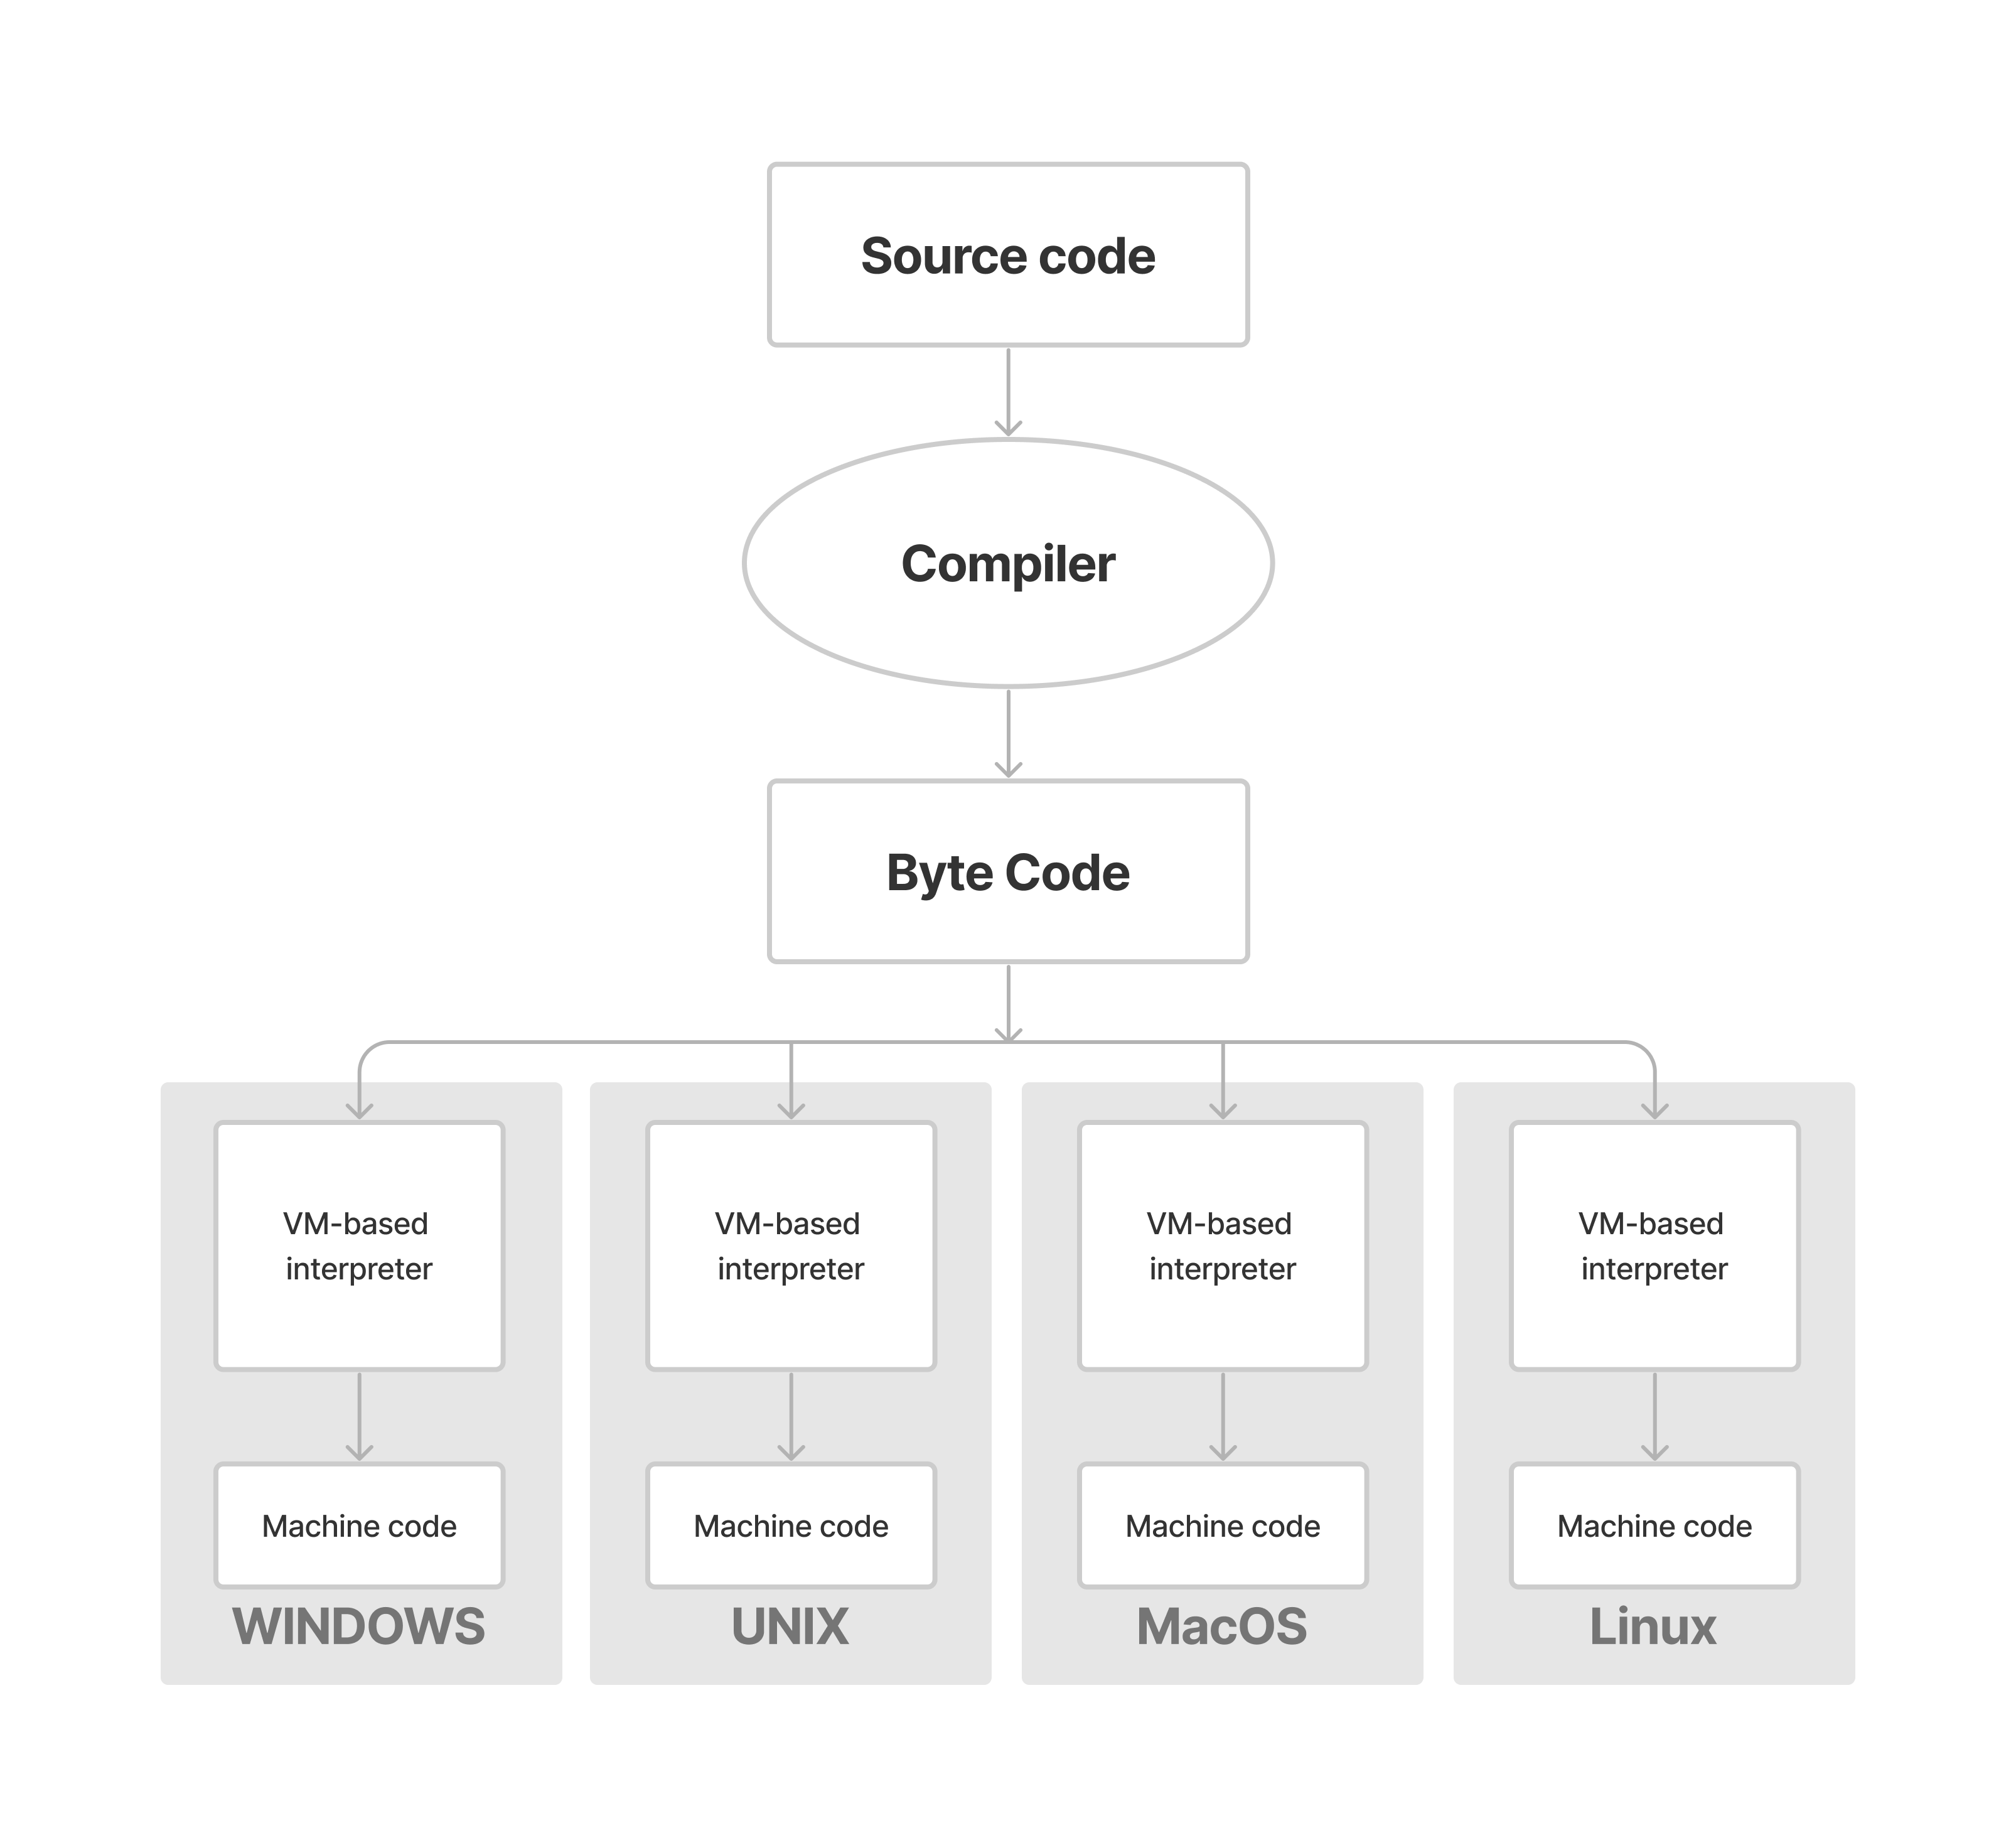 Source code
Compiler
Byte Code
VM-based
interpreter
VM-based
interpreter
VM-based
interpreter
VM-based
interpreter
Machine code
Machine code
Machine code
Machine code
WINDOWS
UNIX
MacOS
Linux